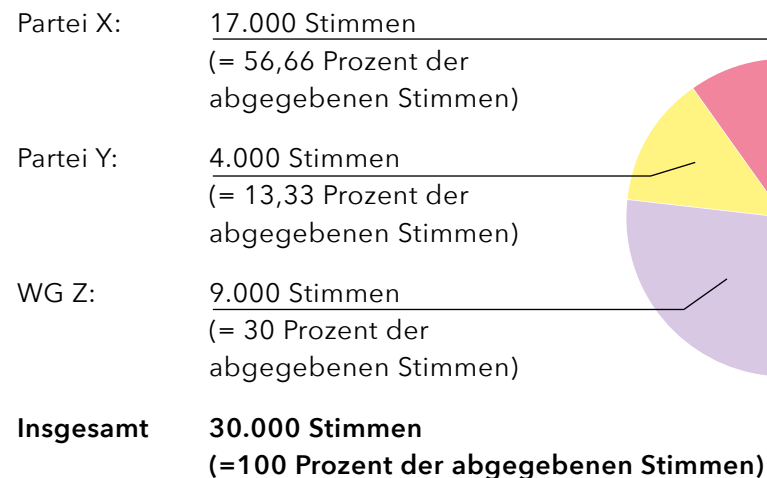 Partei X: 17.000 Stimmen
(= 56,66 Prozent der
abgegebenen Stimmen)
Partei Y: 4.000 Stimmen
(= 13,33 Prozent der
abgegebenen Stimmen)
WG Z: 9.000 Stimmen
(= 30 Prozent der
abgegebenen Stimmen)
Insgesamt 30.000 Stimmen
(=100 Prozent der abgegebenen Stimmen)